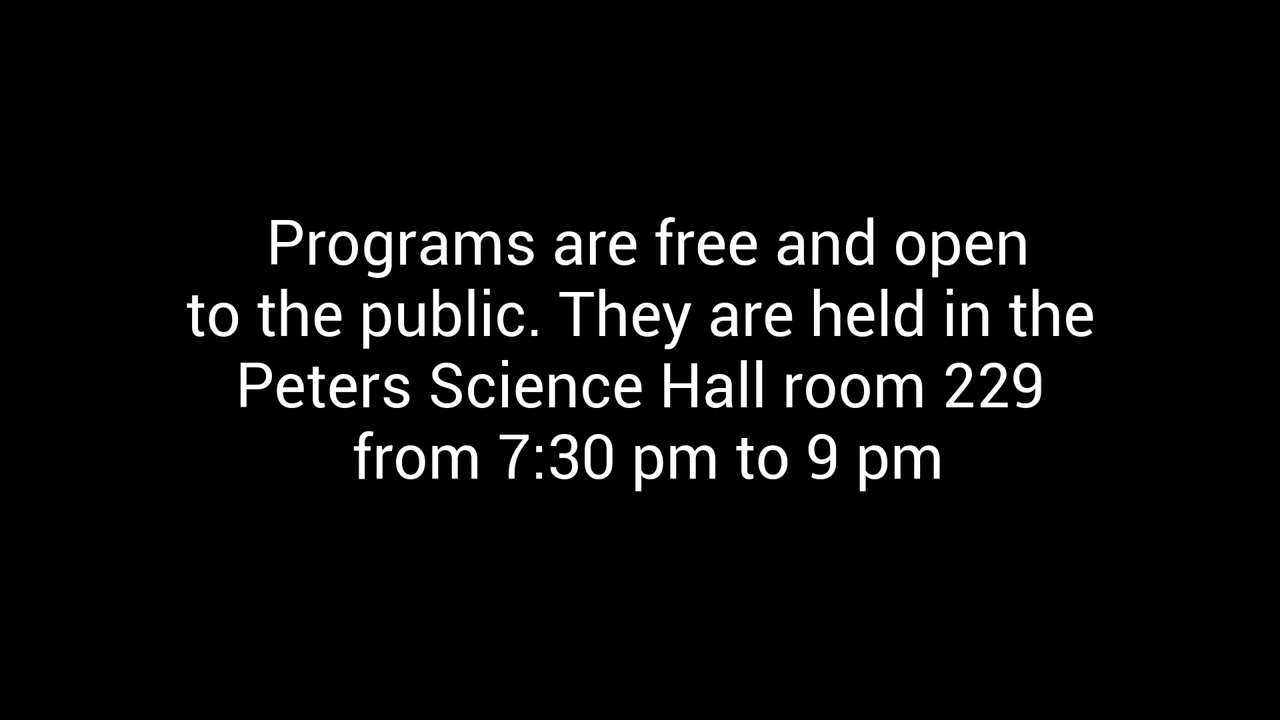 Programs are free and open
to the public. They are held in the
Peters Science Hall room 229
from 7:30 pm to 9 pm